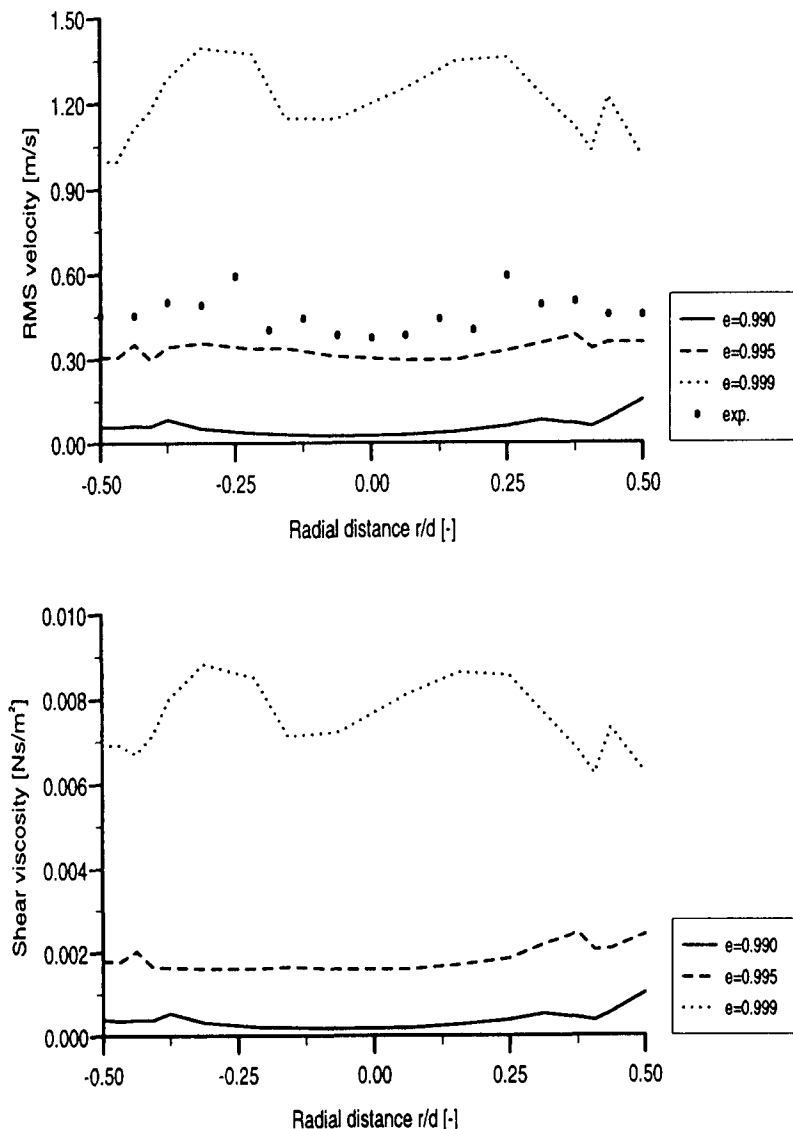 1.50
1.20
0.90
0.60
0.30
0.00
RMS velocity [m/s]
-0.50
-0.25
0.00
0.25
0.50
Radial distance r/d [-]
e=0.990
e=0.995
e=0.999
exp.
0.010
0.008
0.006
0.004
0.002
0.000
Shear viscosity [Ns/m²]
-0.50
-0.25
0.00
0.25
0.50
Radial distance r/d [-]
e=0.990
e=0.995
e=0.999